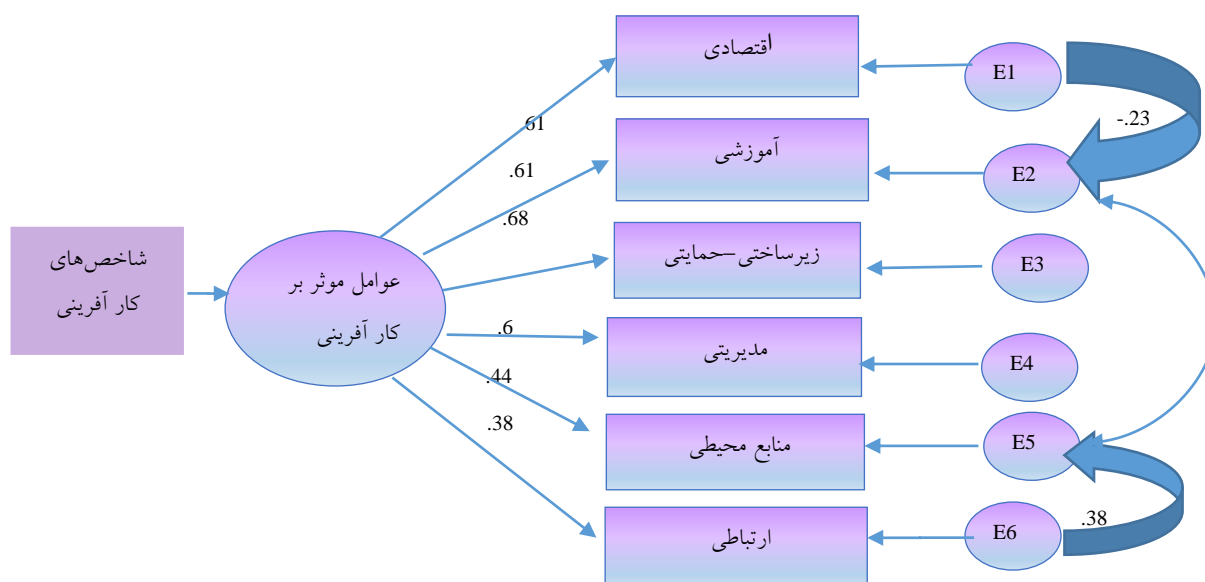 اقتصادی
E1
-.23
61
آموزشی
E2
.61
.68
شاخص‌های
کار آفرینی
عوامل موثر بر
کار آفرینی
زیرساختی–حمایتی
E3
.6
مدیریتی
E4
.44
.38
منابع محیطی
E5
ارتباطی
E6
.38